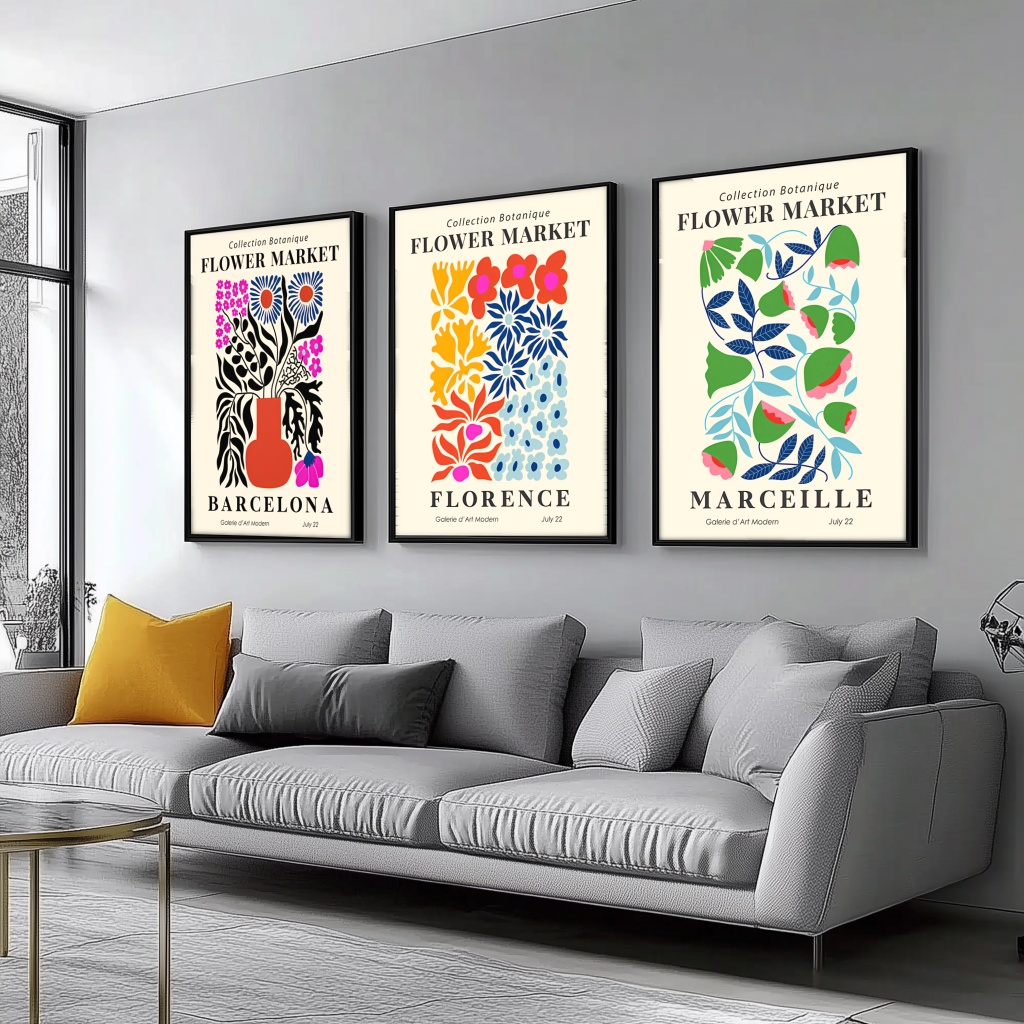 Collection Botanique
FLOWER MARKET
BARCELONA
Galerie d'Art Modern July 22
Collection Botanique
FLOWER MARKET
FLORENCE
Galerie d'Art Modern July 22
Collection Botanique
FLOWER MARKET
MARCEILLE
Galerie d'Art Modern July 22